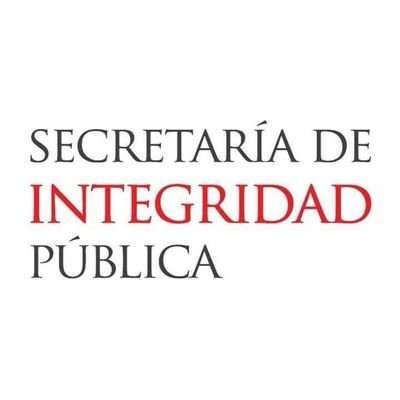 SECRETARÍA DE
INTEGRIDAD
PÚBLICA